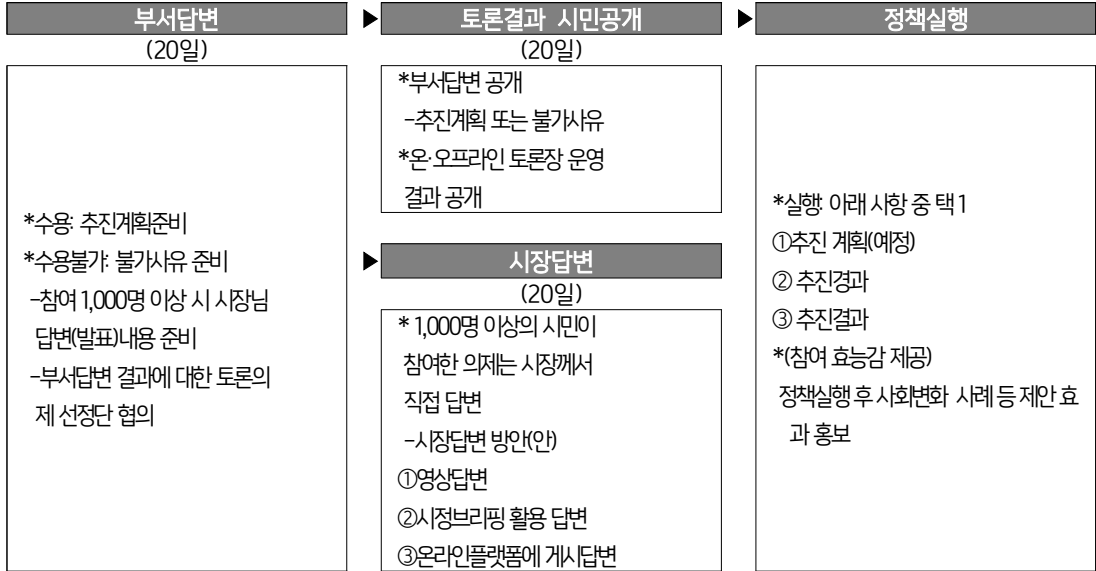 부서답변
(20일)
*수용: 추진계획준비
*수용불가: 불가사유 준비
-참여 1,000명 이상 시 시장님
답변(발표)내용 준비
-부서답변 결과에 대한 토론의
제 선정단 협의
▶
토론결과 시민공개
(20일)
*부서답변 공개
-추진계획 또는 불가사유
*온·오프라인 토론장 운영
결과 공개
▶
시장답변
(20일)
* 1,000명 이상의 시민이
참여한 의제는 시장께서
직접 답변
-시장답변 방안(안)
①영상답변
②시정브리핑 활용 답변
③온라인플랫폼에 게시답변
▶
정책실행
*실행: 아래 사항 중 택1
①추진 계획(예정)
② 추진경과
③ 추진결과
*(참여 효능감 제공)
정책실행 후 사회변화 사례 등 제안 효
과 홍보